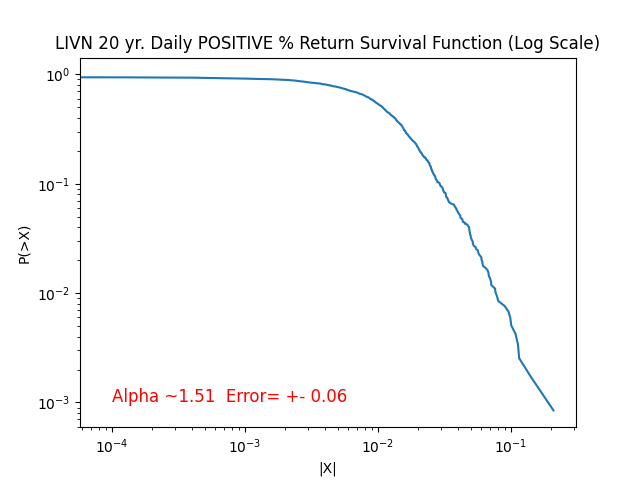 LIVN 20 yr. Daily POSITIVE % Return Survival Function (Log Scale)
10⁰
10⁻¹
10⁻²
10⁻³
P(>X)
Alpha ~1.51  Error= +- 0.06
10⁻⁴ 10⁻³ 10⁻² 10⁻¹
|X|